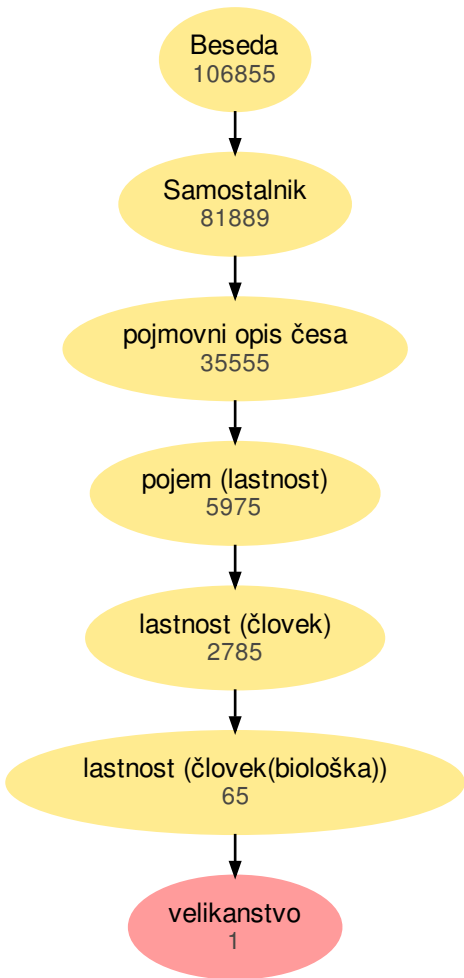 Beseda
106855
Samostalnik
81889
pojmovni opis česa
35555
pojem (lastnost)
5975
lastnost (človek)
2785
lastnost (človek(biološka))
65
velikanstvo
1